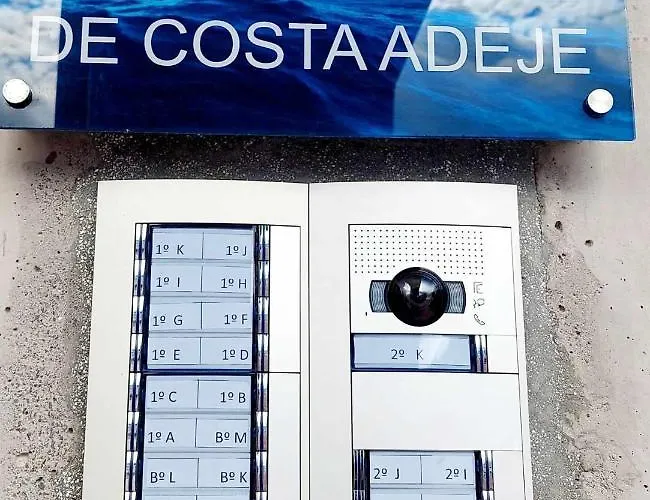 DE COSTA ADEJE
1º K 1º J
1º I 1º H
1º G 1º F
1º E 1º D
1º C 1º B
1º A Bº M
Bº L Bº K
2º K
2º J 2º I